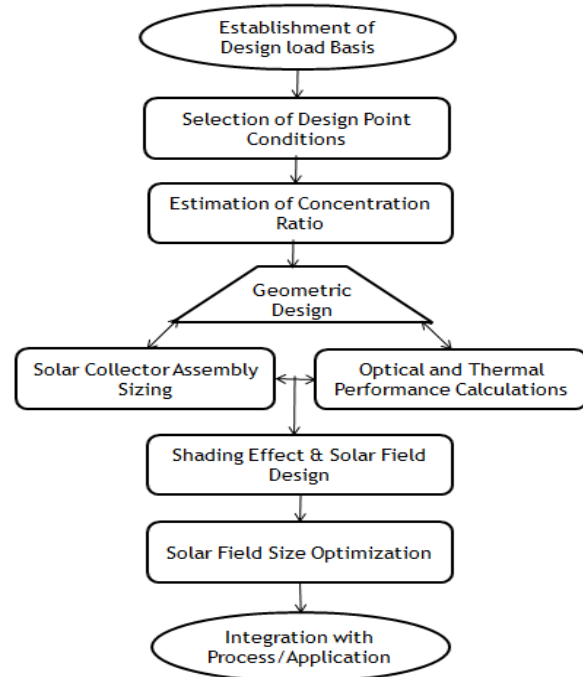 Establishment of
Design load Basis
Selection of Design Point
Conditions
Estimation of Concentration
Ratio
Geometric
Design
Solar Collector Assembly
Sizing
Optical and Thermal
Performance Calculations
Shading Effect & Solar Field
Design
Solar Field Size Optimization
Integration with
Process/Application